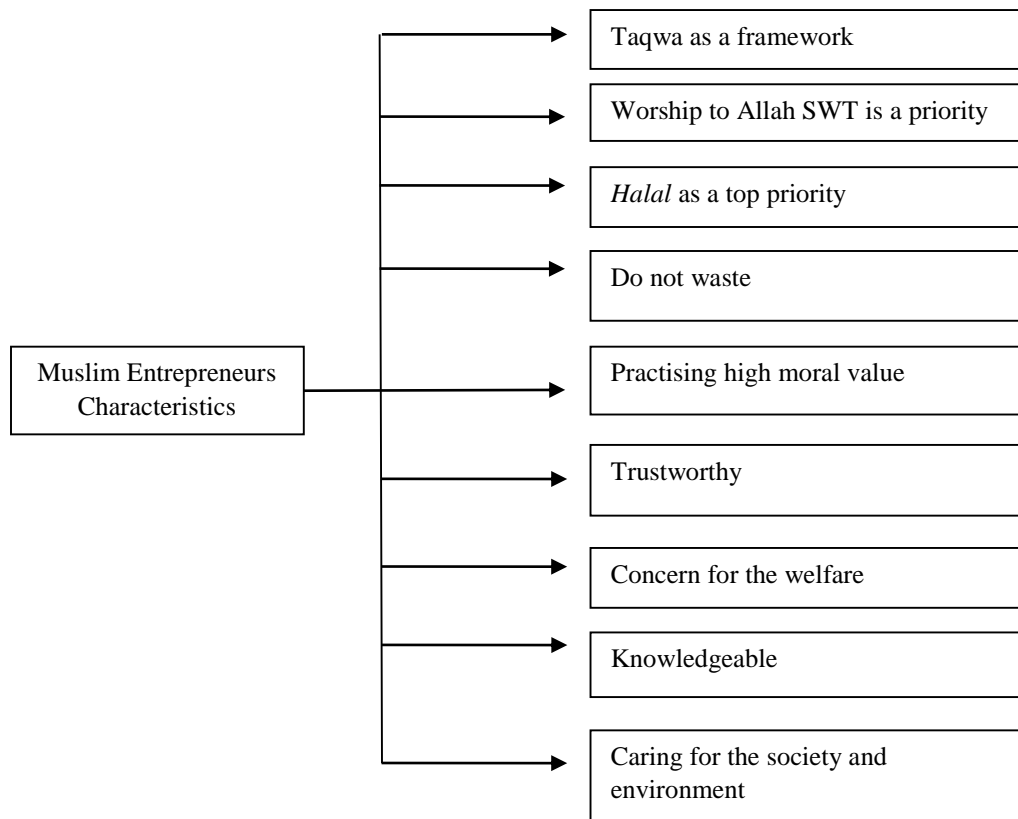 Taqwa as a framework
Worship to Allah SWT is a priority
Halal as a top priority
Do not waste
Muslim Entrepreneurs
Characteristics
Practising high moral value
Trustworthy
Concern for the welfare
Knowledgeable
Caring for the society and
environment